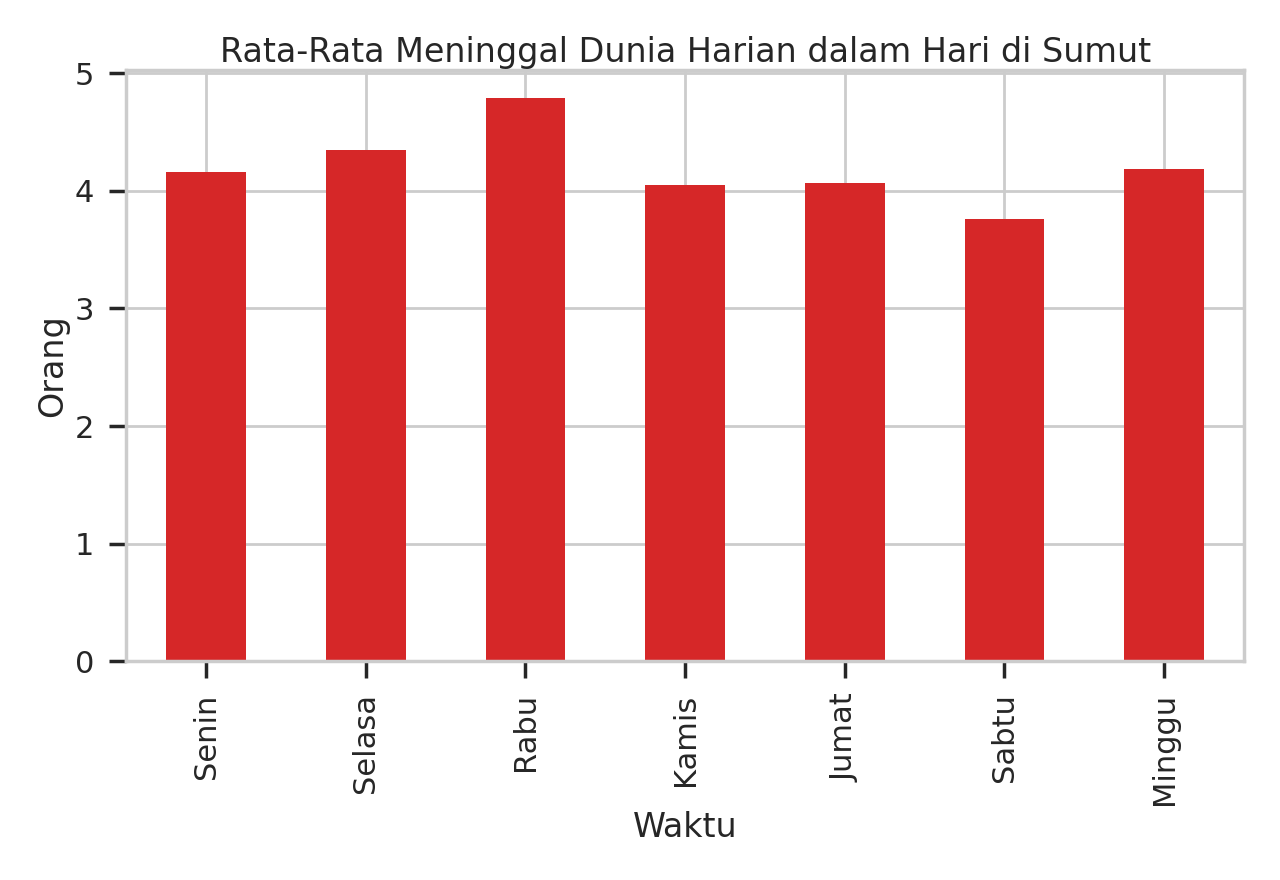 Rata-Rata Meninggal Dunia Harian dalam Hari di Sumut
5
4
3
2
1
0
Orang
Senin
Selasa
Rabu
Kamis
Jumat
Sabtu
Minggu
Waktu